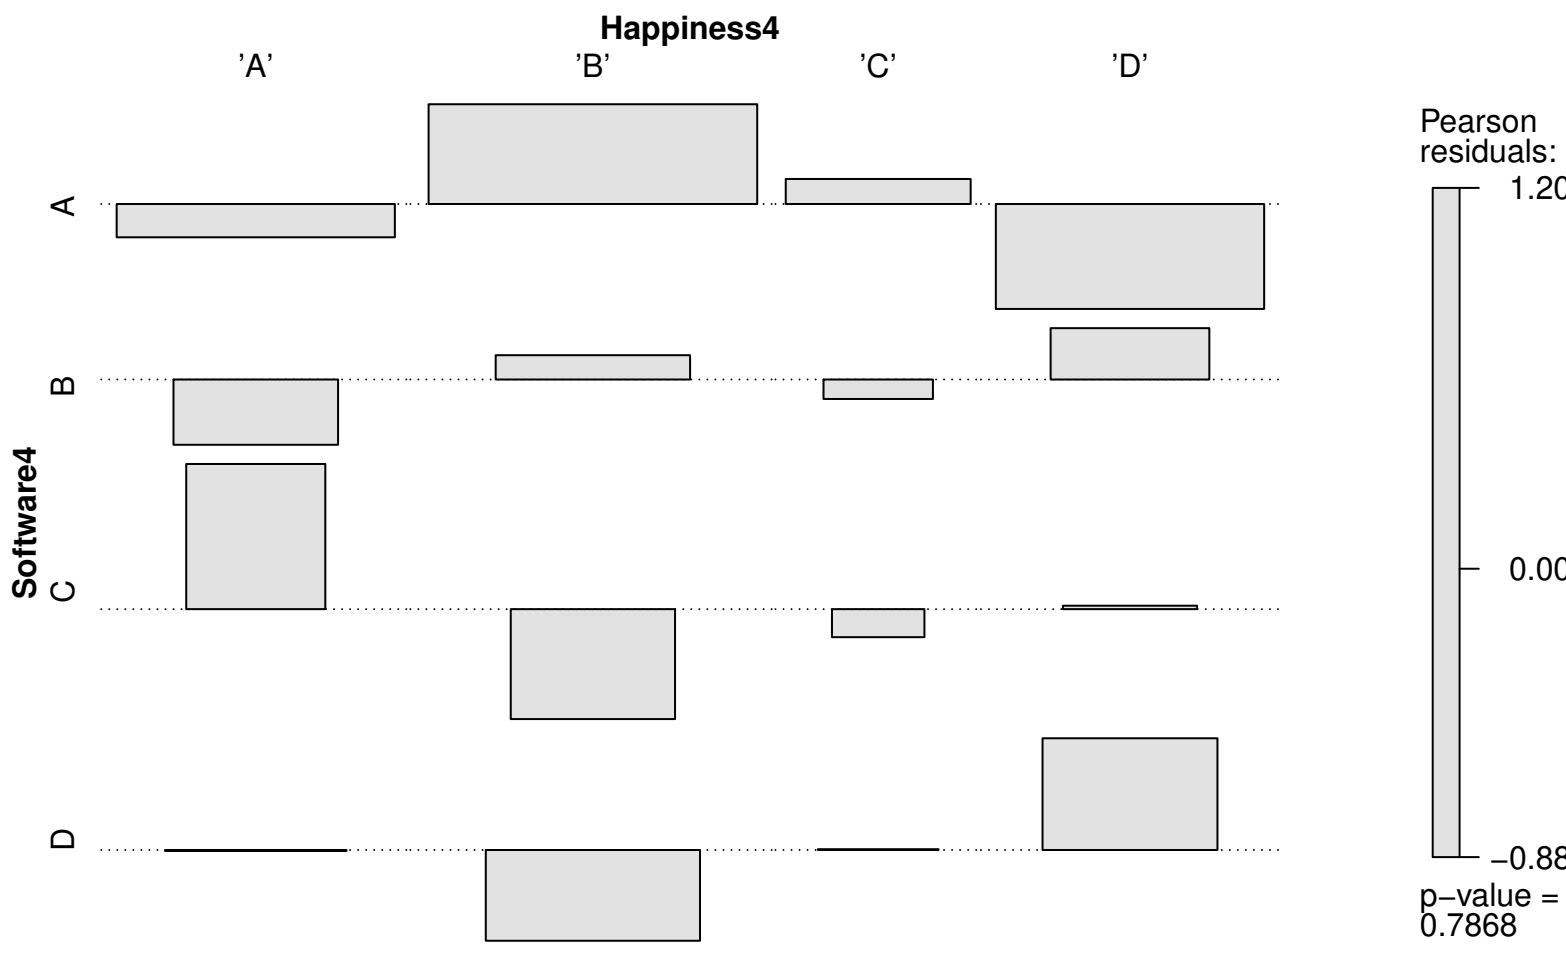 Happiness4
’A’ ’B’ ’C’ ’D’
A
B
C
D
Software4
Pearson
residuals:
1.20
0.00
−0.88
p−value =
0.7868